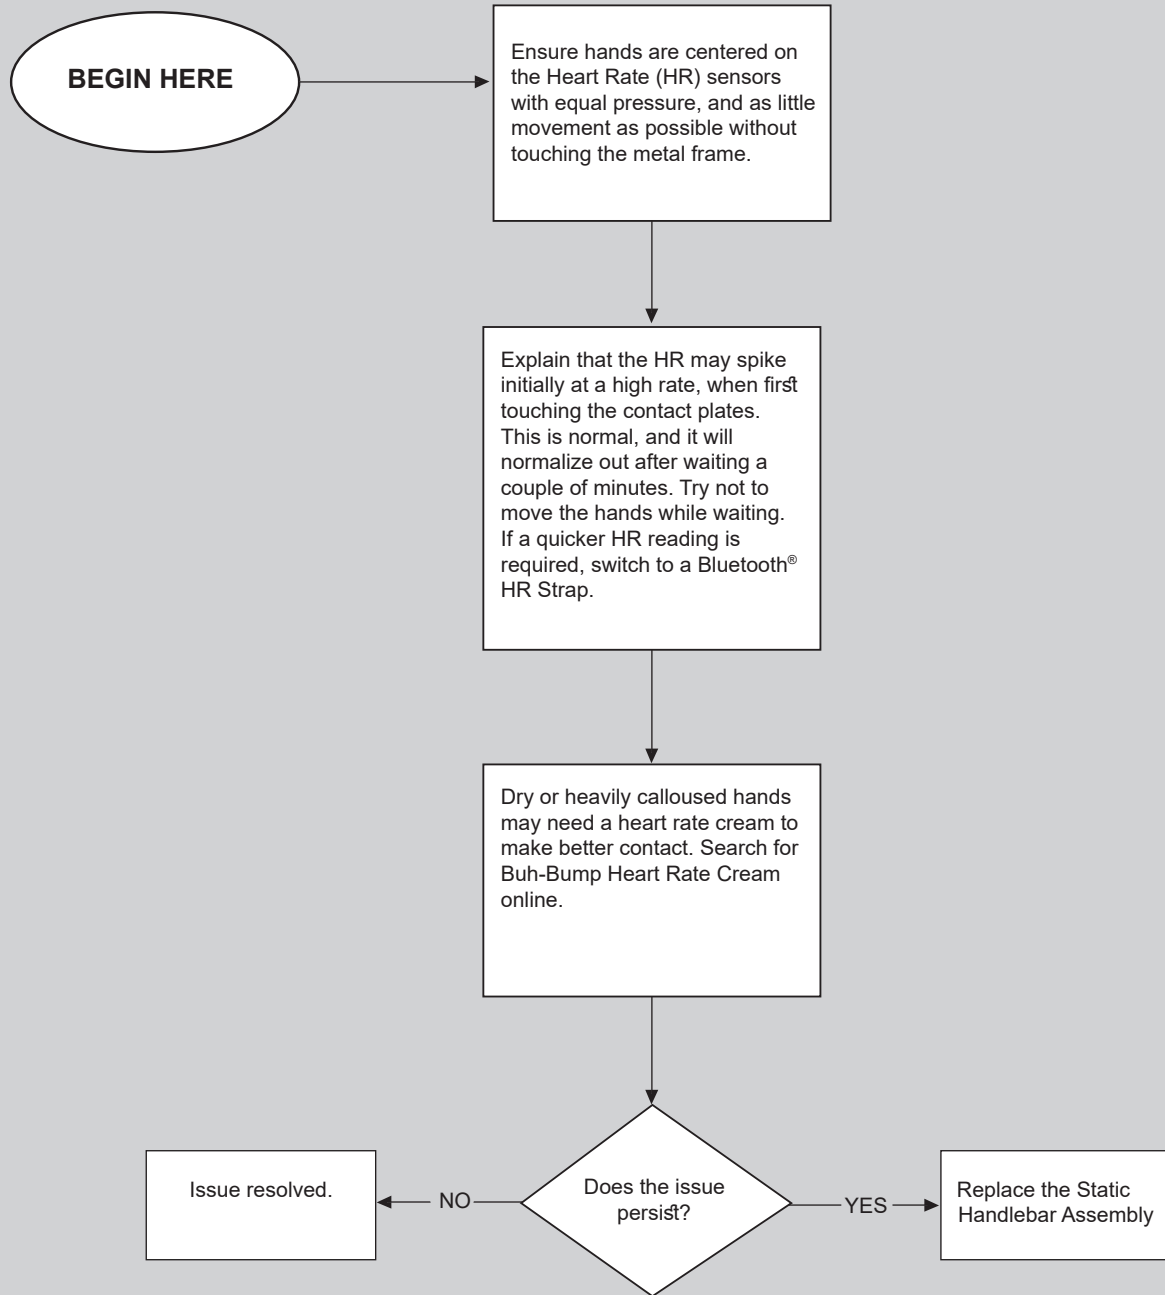 BEGIN HERE
Ensure hands are centered on
the Heart Rate (HR) sensors
with equal pressure, and as little
movement as possible without
touching the metal frame.
Explain that the HR may spike
initially at a high rate, when first
touching the contact plates.
This is normal, and it will
normalize out after waiting a
couple of minutes. Try not to
move the hands while waiting.
If a quicker HR reading is
required, switch to a Bluetooth®
HR Strap.
Dry or heavily calloused hands
may need a heart rate cream to
make better contact. Search for
Buh-Bump Heart Rate Cream
online.
Does the issue
persist?
NO
Issue resolved.
YES
Replace the Static
Handlebar Assembly